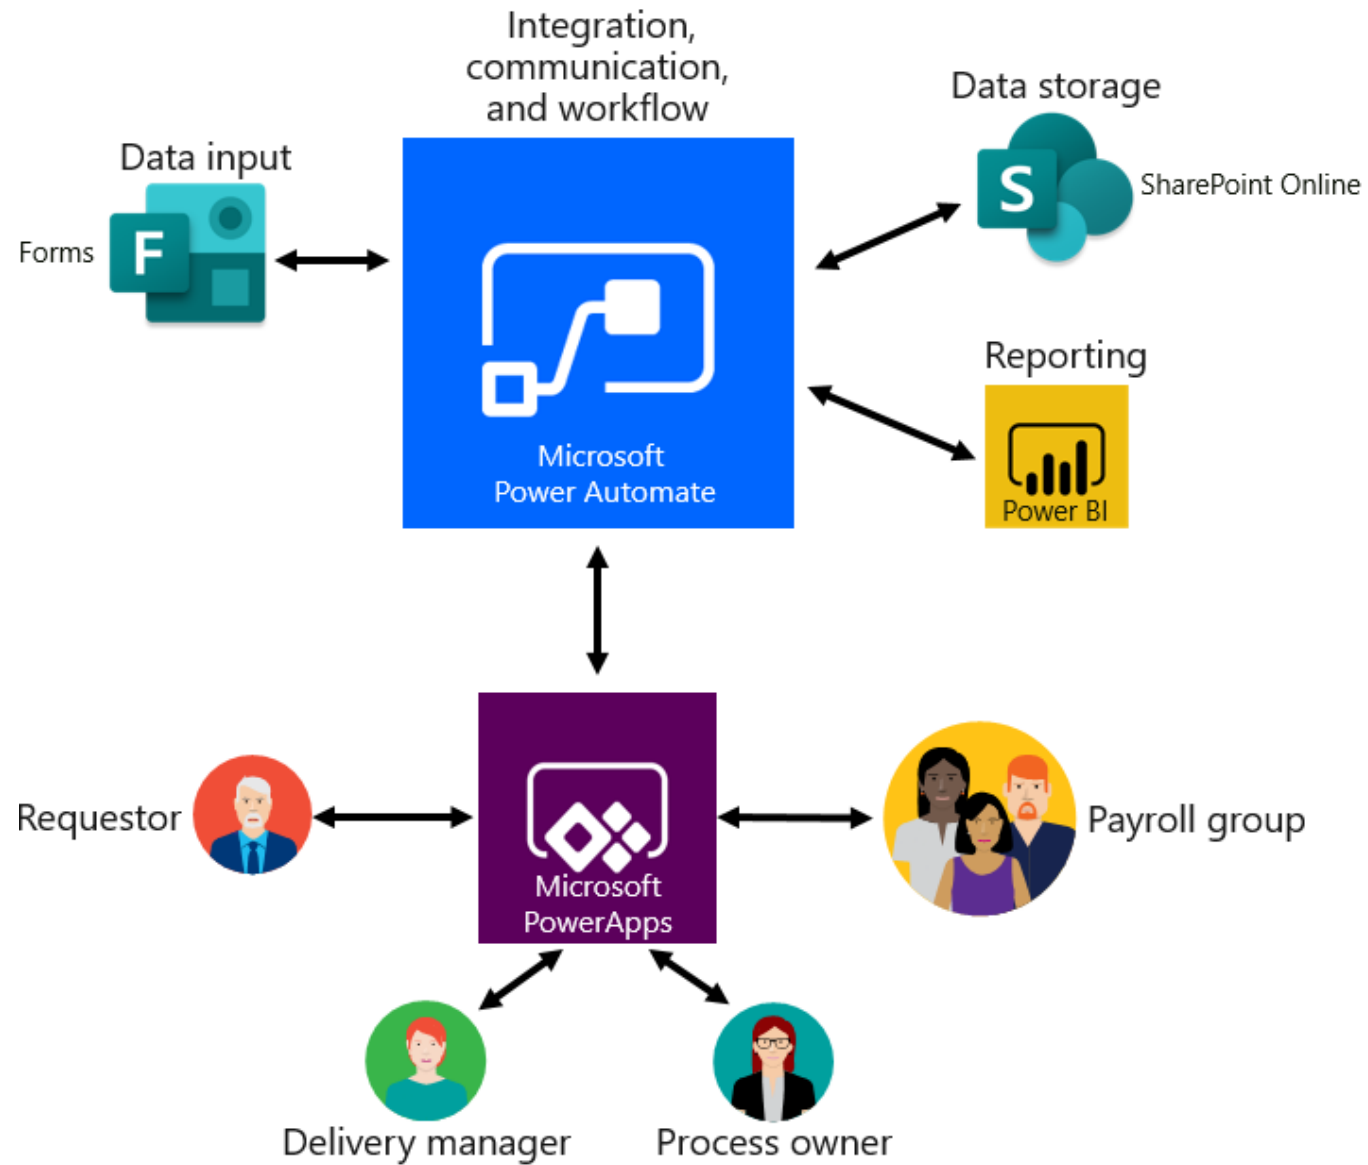 Integration,
communication,
and workflow
Data storage
Data input
S
SharePoint Online
Forms
F
Reporting
Microsoft
Power Automate
Power BI
Requestor
Payroll group
Microsoft
PowerApps
Delivery manager
Process owner